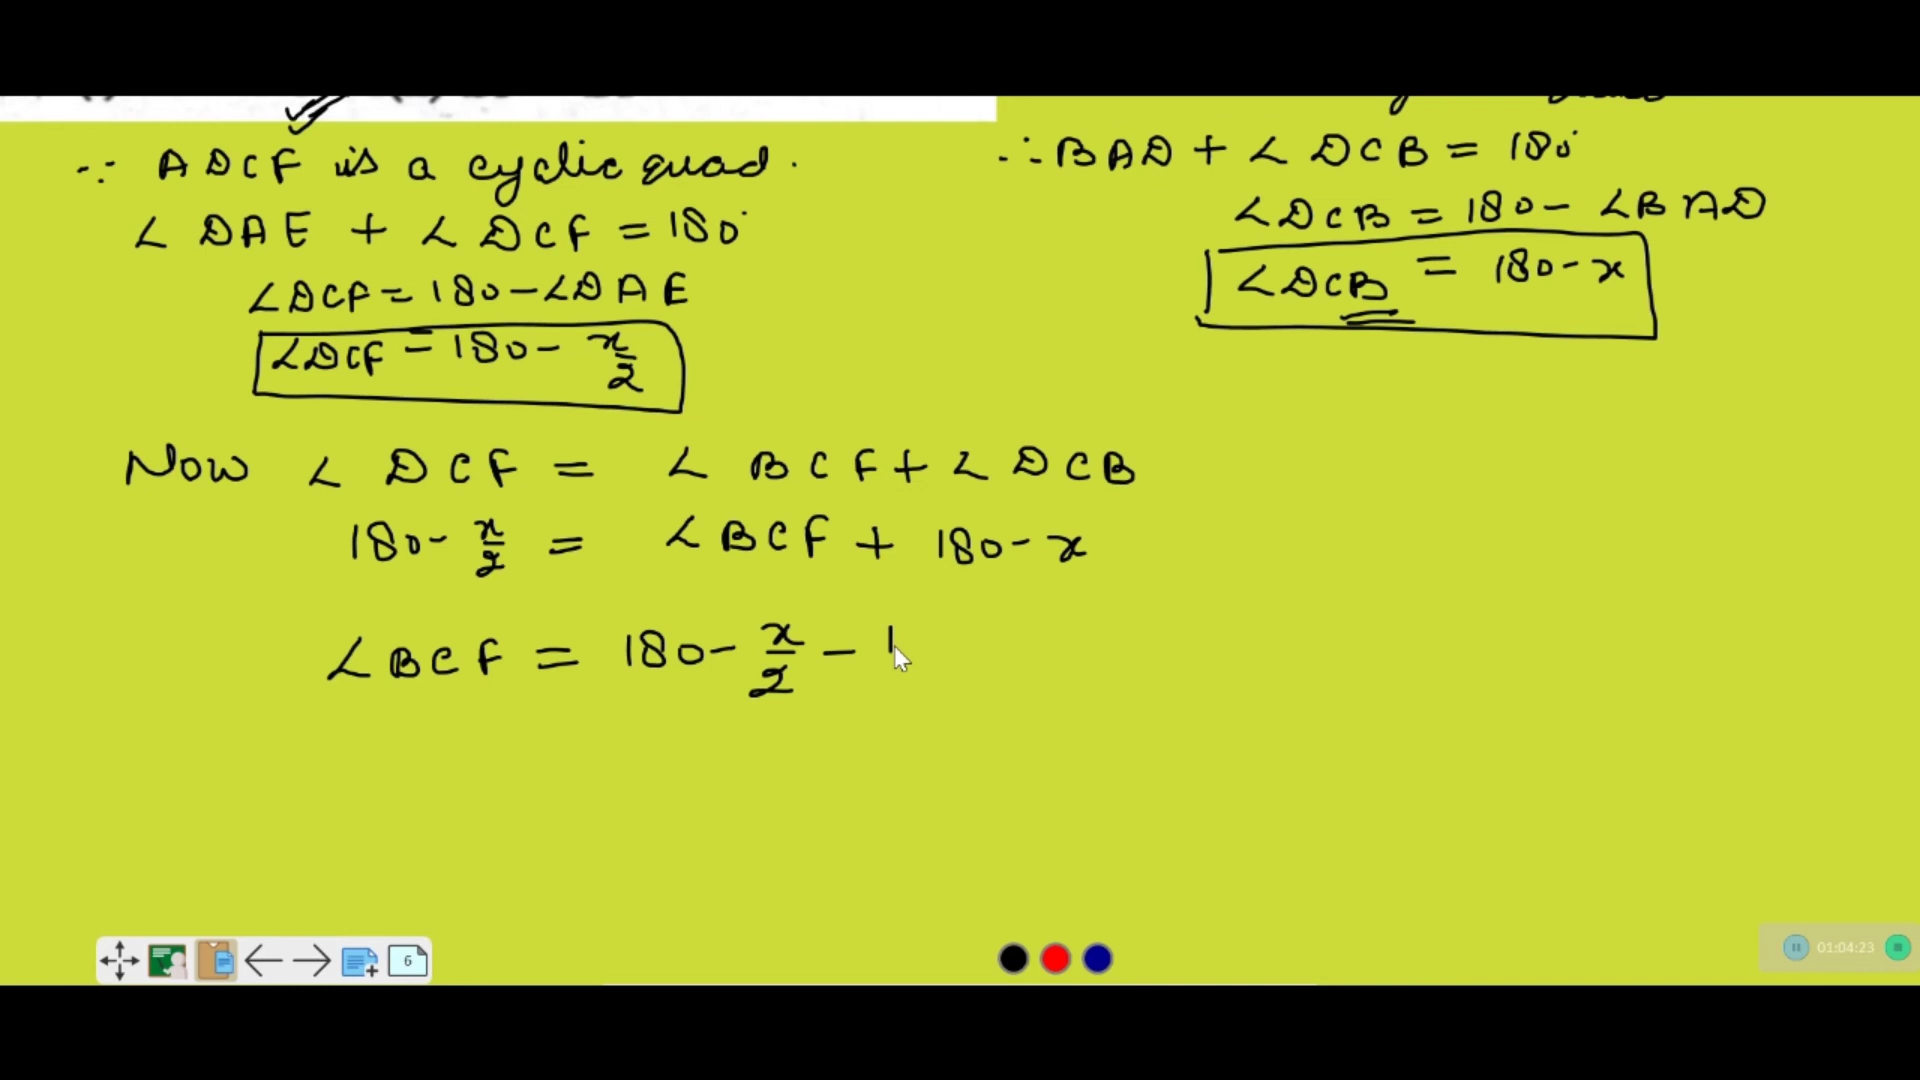 ∵ ADCF is a cyclic quad.
∠DAE + ∠DCF = 180°
∠DCF = 180 - ∠DAE
∠DCF = 180 - x/2
∴ BAD + ∠DCB = 180°
∠DCB = 180 - ∠BAD
∠DCB = 180 - x
Now ∠DCF = ∠BCF + ∠DCB
180 - x/2 = ∠BCF + 180 - x
∠BCF = 180 - x/2 - 1
6
01:04:23